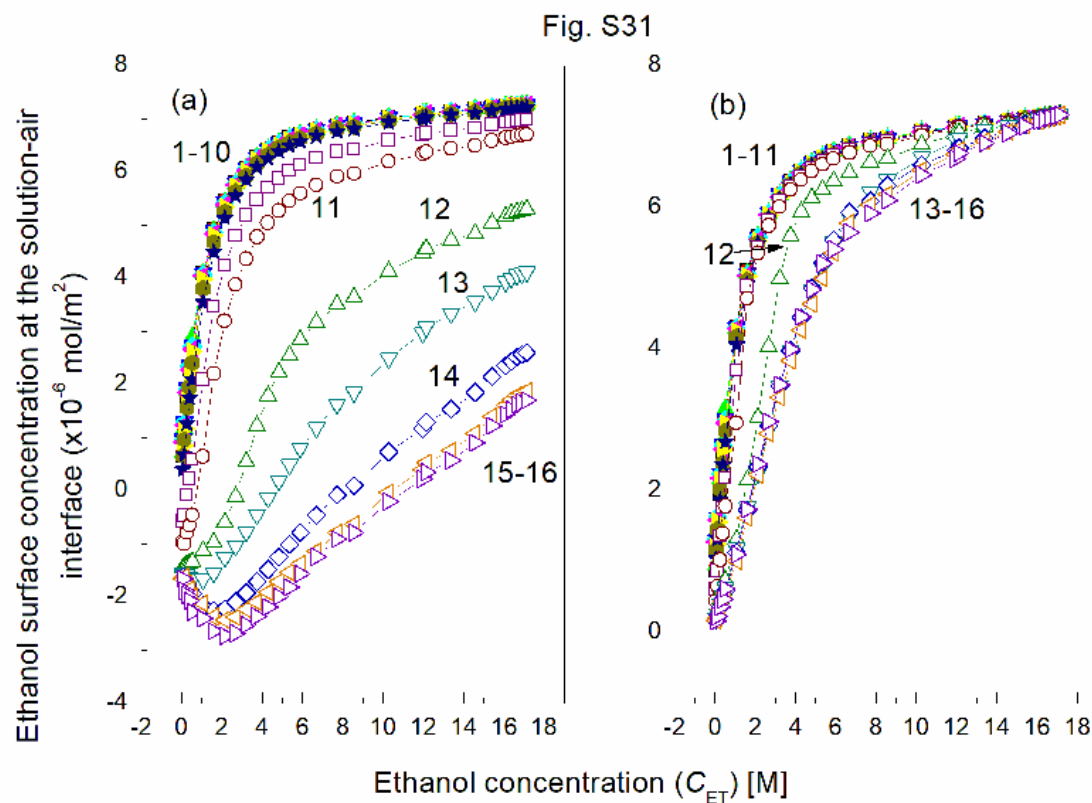 Fig. S31
Ethanol surface concentration at the solution-air
interface (x10⁻⁶ mol/m²)
8
6
4
2
0
-2
-4
(a)
1-10
11
12
13
14
15-16
-2 0 2 4 6 8 10 12 14 16 18
8
6
4
2
0
(b)
1-11
12
13-16
-2 0 2 4 6 8 10 12 14 16 18
Ethanol concentration (C_ET) [M]